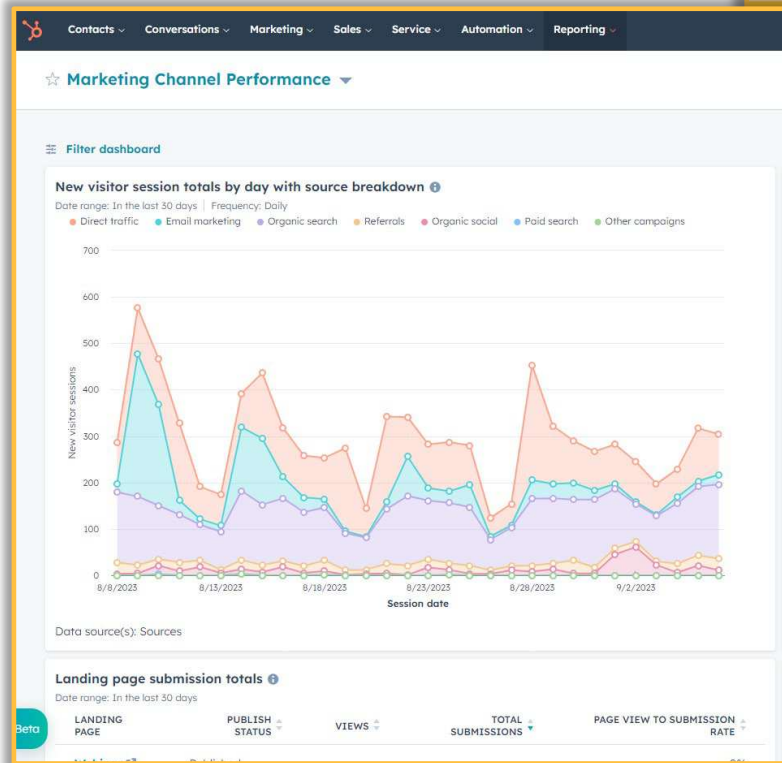 Contacts Conversations Marketing Sales Service Automation Reporting
Marketing Channel Performance
Filter dashboard
New visitor session totals by day with source breakdown
Date range: In the last 30 days | Frequency: Daily
Direct traffic Email marketing Organic search Referrals Organic social Paid search Other campaigns
700
600
500
400
300
200
100
0
New visitor sessions
8/8/2023 8/13/2023 8/18/2023 8/23/2023 8/28/2023 9/2/2023
Session date
Data source(s): Sources
Landing page submission totals
Date range: In the last 30 days
Beta
LANDING PUBLISH VIEWS TOTAL PAGE VIEW TO SUBMISSION
PAGE STATUS SUBMISSIONS RATE